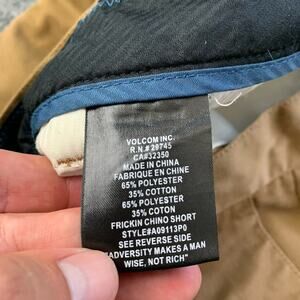 VOLCOM INC.
R.N.# 29745
CA#32350
MADE IN CHINA
FABRIQUE EN CHINE
65% POLYESTER
35% COTTON
65% POLYESTER
35% COTON
FRICKIN CHINO SHORT
STYLE#A09113P0
SEE REVERSE SIDE
"ADVERSITY MAKES A MAN
WISE, NOT RICH"